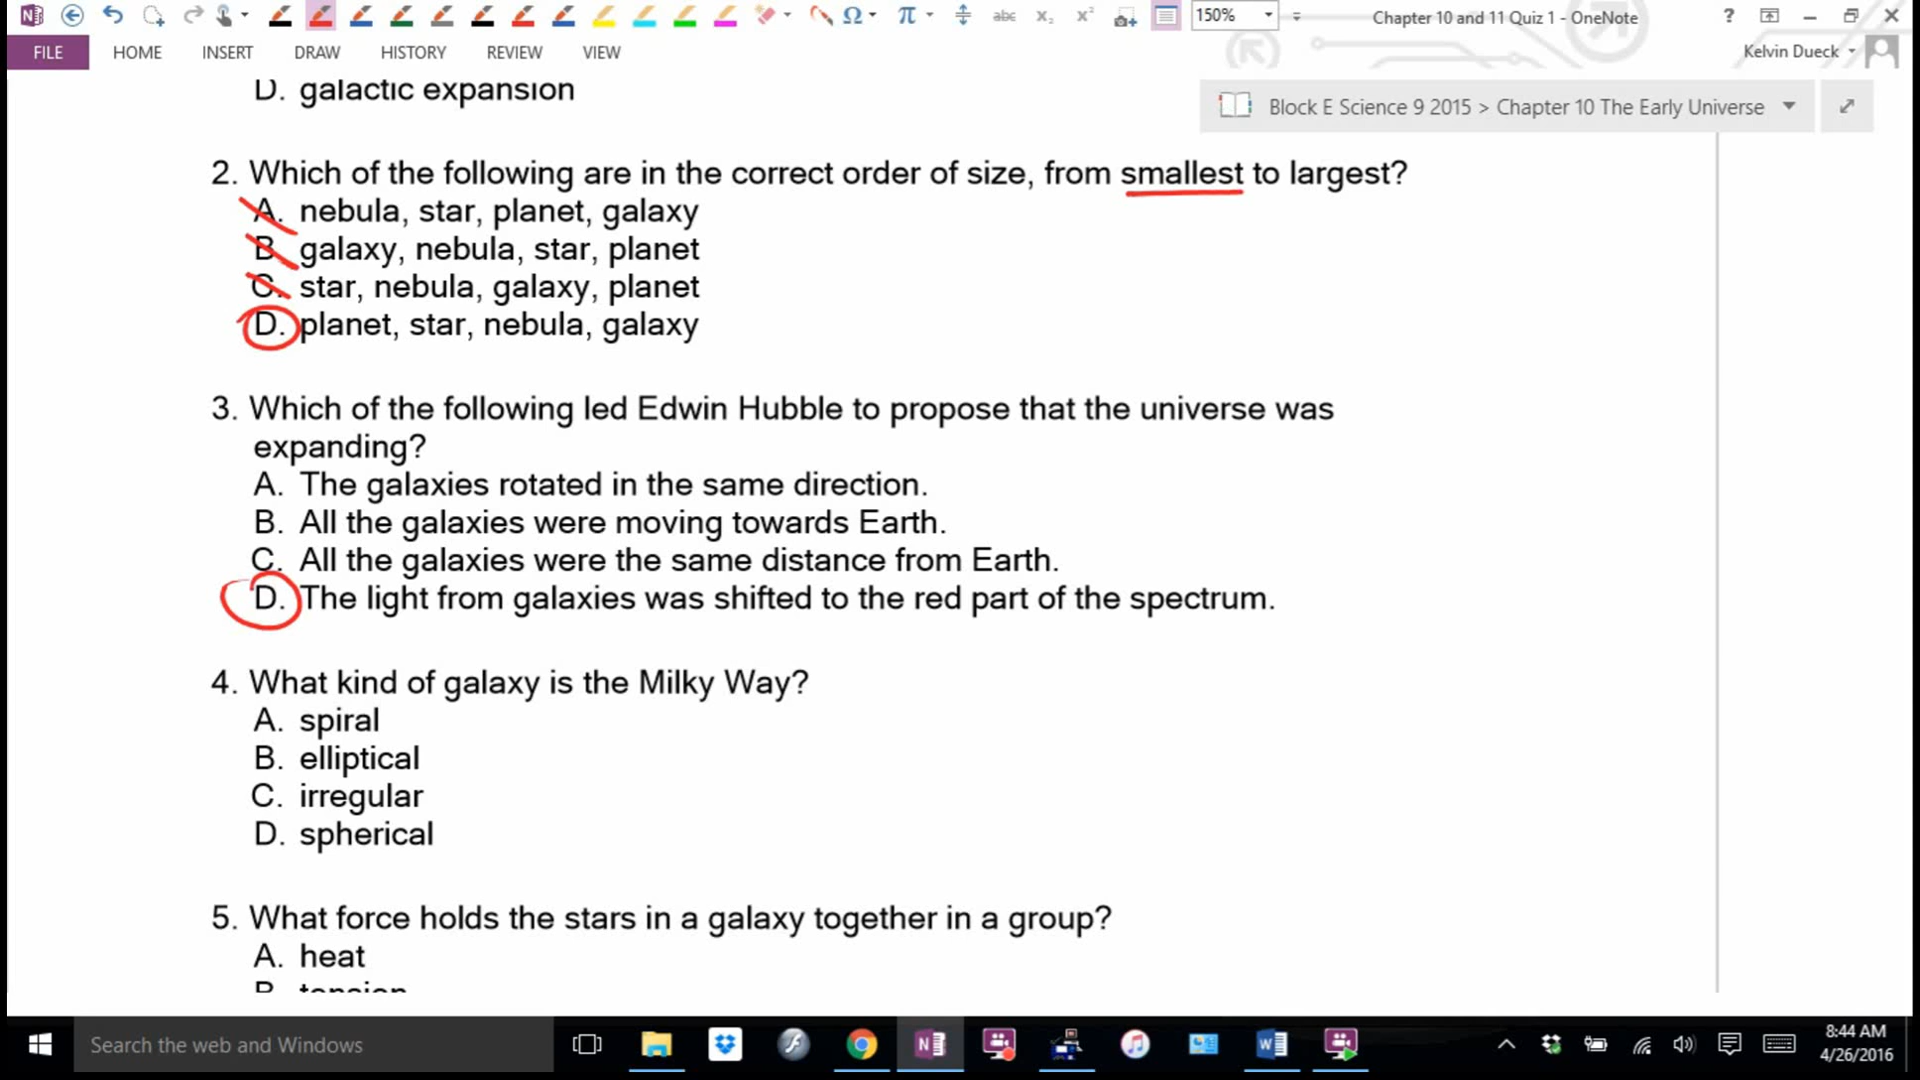 150%
Chapter 10 and 11 Quiz 1 - OneNote
FILE HOME INSERT DRAW HISTORY REVIEW VIEW
Kelvin Dueck
D. galactic expansion
Block E Science 9 2015 > Chapter 10 The Early Universe
2. Which of the following are in the correct order of size, from smallest to largest?
A. nebula, star, planet, galaxy
B. galaxy, nebula, star, planet
C. star, nebula, galaxy, planet
D. planet, star, nebula, galaxy
3. Which of the following led Edwin Hubble to propose that the universe was
expanding?
A. The galaxies rotated in the same direction.
B. All the galaxies were moving towards Earth.
C. All the galaxies were the same distance from Earth.
D. The light from galaxies was shifted to the red part of the spectrum.
4. What kind of galaxy is the Milky Way?
A. spiral
B. elliptical
C. irregular
D. spherical
5. What force holds the stars in a galaxy together in a group?
A. heat
B. tension
Search the web and Windows
8:44 AM
4/26/2016